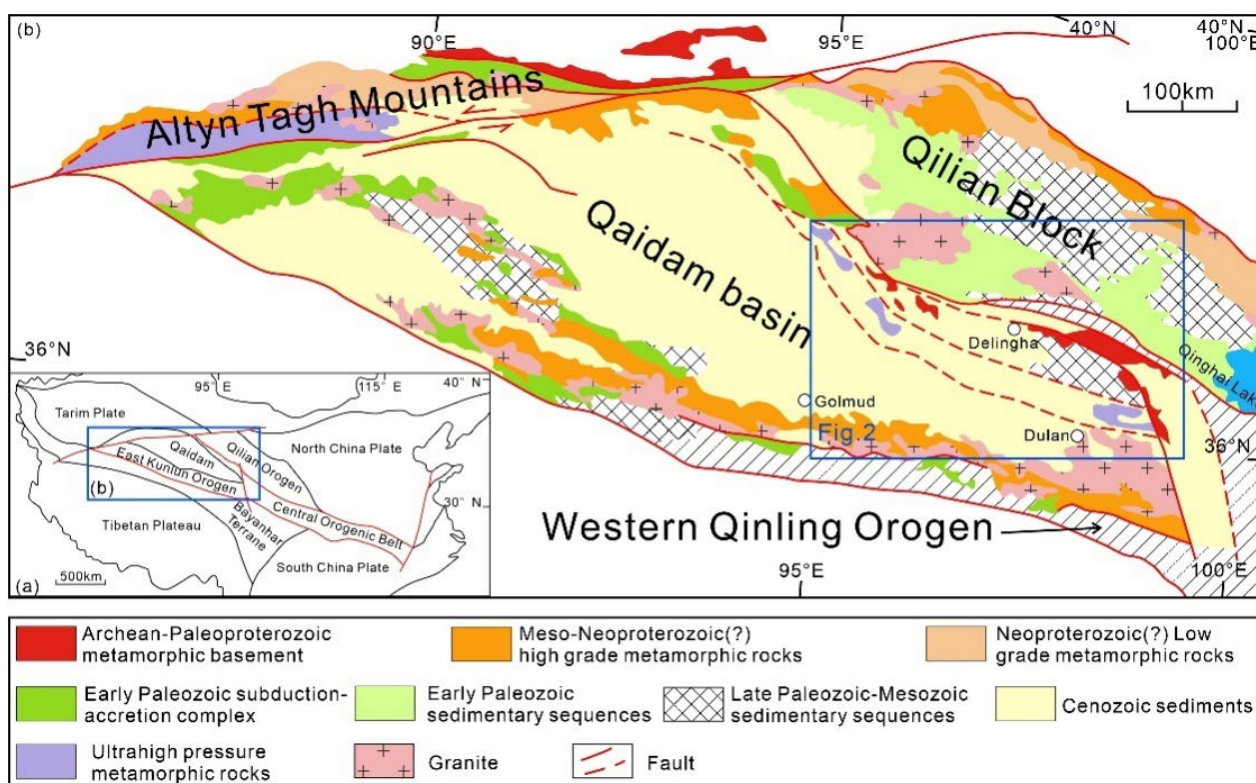 (b)
90°E
95°E
40°N
40°N
100°E
100km
Altyn Tagh Mountains
Qilian Block
Qaidam basin
36°N
Delingha
Qinghai Lake
Golmud
Fig.2
Dulan
36°N
Western Qinling Orogen
95°E
100°E
95°E
115°E
40°N
Tarim Plate
North China Plate
Qaidam
Qilian Orogen
East Kunlun Orogen
(b)
30°N
Bayanhar
Terrane
Central Orogenic Belt
Tibetan Plateau
South China Plate
500km
(a)
Archean-Paleoproterozoic
metamorphic basement
Meso-Neoproterozoic(?)
high grade metamorphic rocks
Neoproterozoic(?) Low
grade metamorphic rocks
Early Paleozoic subduction-
accretion complex
Early Paleozoic
sedimentary sequences
Late Paleozoic-Mesozoic
sedimentary sequences
Cenozoic sediments
Ultrahigh pressure
metamorphic rocks
Granite
Fault